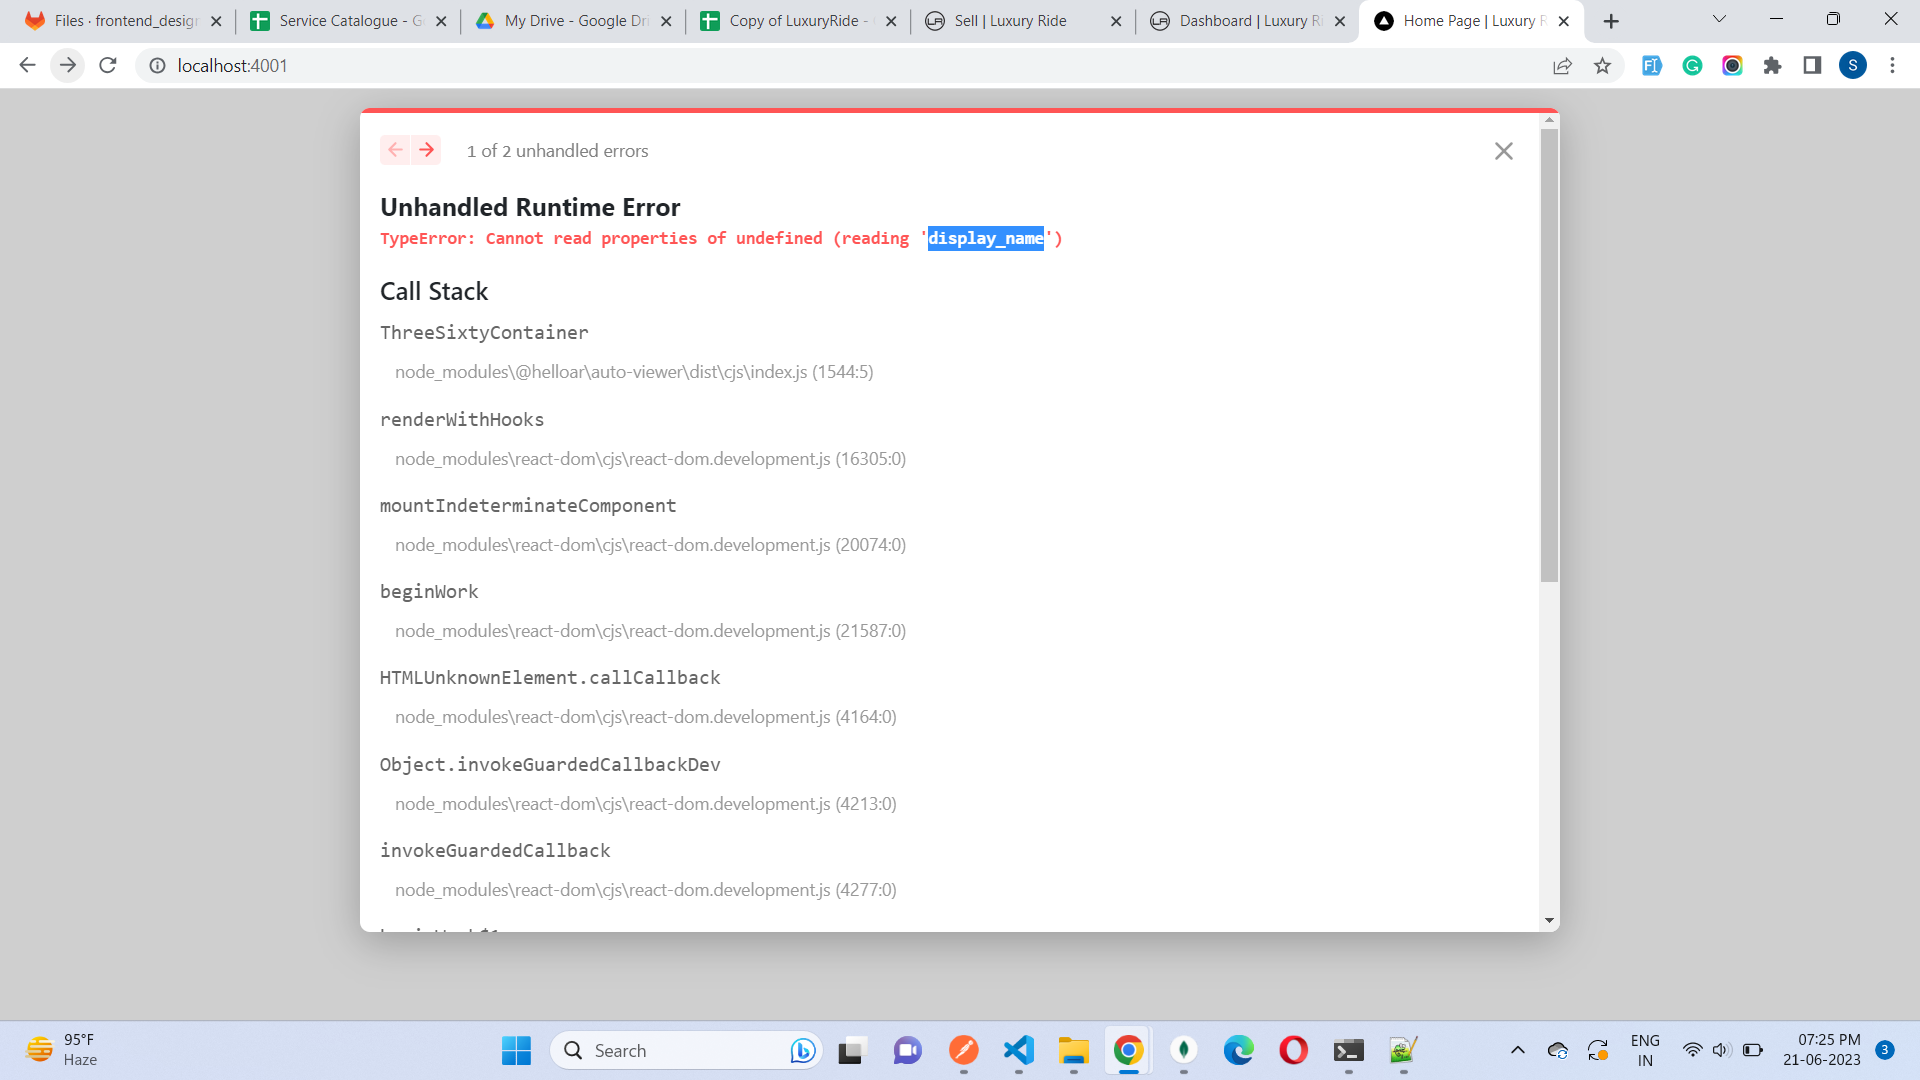 Files · frontend_desig
Service Catalogue - G
My Drive - Google Dri
Copy of LuxuryRide -
Sell | Luxury Ride
Dashboard | Luxury Ri
Home Page | Luxury R
localhost:4001
S
1 of 2 unhandled errors
Unhandled Runtime Error
TypeError: Cannot read properties of undefined (reading 'display_name')
Call Stack
ThreeSixtyContainer
node_modules\@helloar\auto-viewer\dist\cjs\index.js (1544:5)
renderWithHooks
node_modules\react-dom\cjs\react-dom.development.js (16305:0)
mountIndeterminateComponent
node_modules\react-dom\cjs\react-dom.development.js (20074:0)
beginWork
node_modules\react-dom\cjs\react-dom.development.js (21587:0)
HTMLUnknownElement.callCallback
node_modules\react-dom\cjs\react-dom.development.js (4164:0)
Object.invokeGuardedCallbackDev
node_modules\react-dom\cjs\react-dom.development.js (4213:0)
invokeGuardedCallback
node_modules\react-dom\cjs\react-dom.development.js (4277:0)
95°F
Haze
Search
ENG
IN
07:25 PM
21-06-2023
3